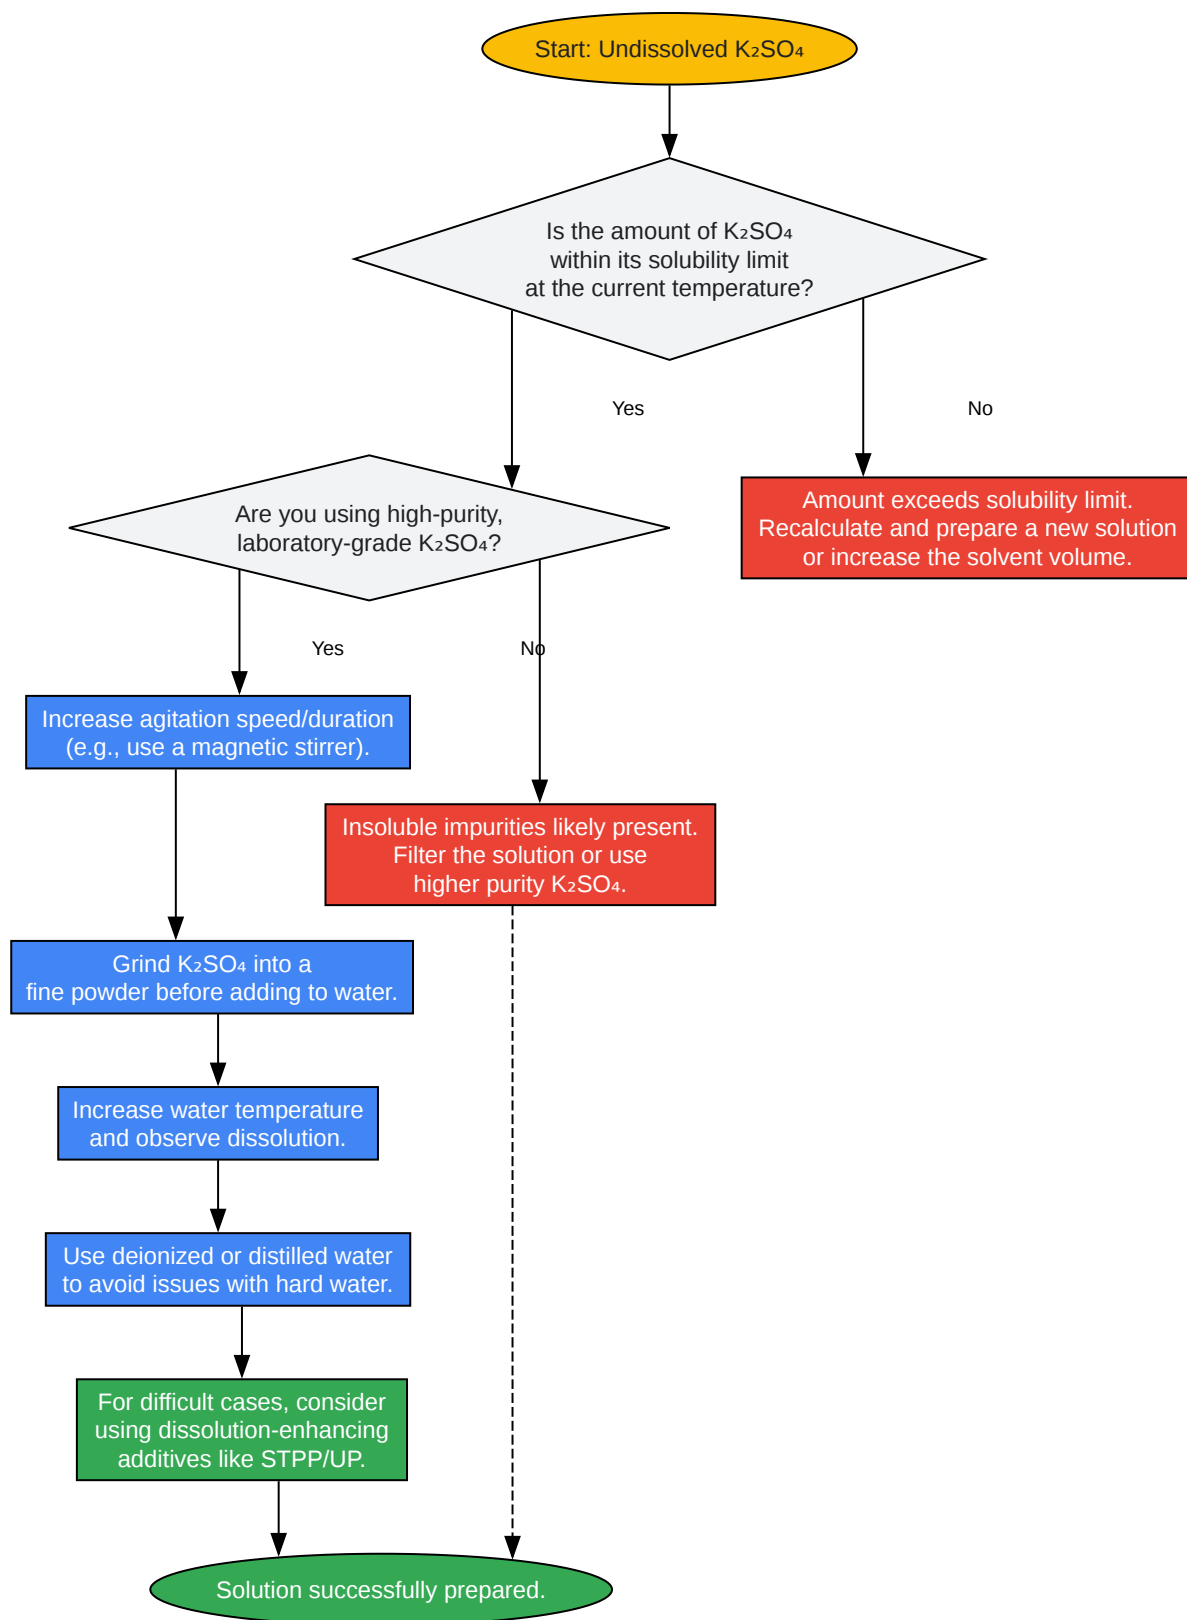 Start: Undissolved K₂SO₄
Is the amount of K₂SO₄
within its solubility limit
at the current temperature?
Yes
No
Are you using high-purity,
laboratory-grade K₂SO₄?
Amount exceeds solubility limit.
Recalculate and prepare a new solution
or increase the solvent volume.
Yes
No
Increase agitation speed/duration
(e.g., use a magnetic stirrer).
Insoluble impurities likely present.
Filter the solution or use
higher purity K₂SO₄.
Grind K₂SO₄ into a
fine powder before adding to water.
Increase water temperature
and observe dissolution.
Use deionized or distilled water
to avoid issues with hard water.
For difficult cases, consider
using dissolution-enhancing
additives like STPP/UP.
Solution successfully prepared.